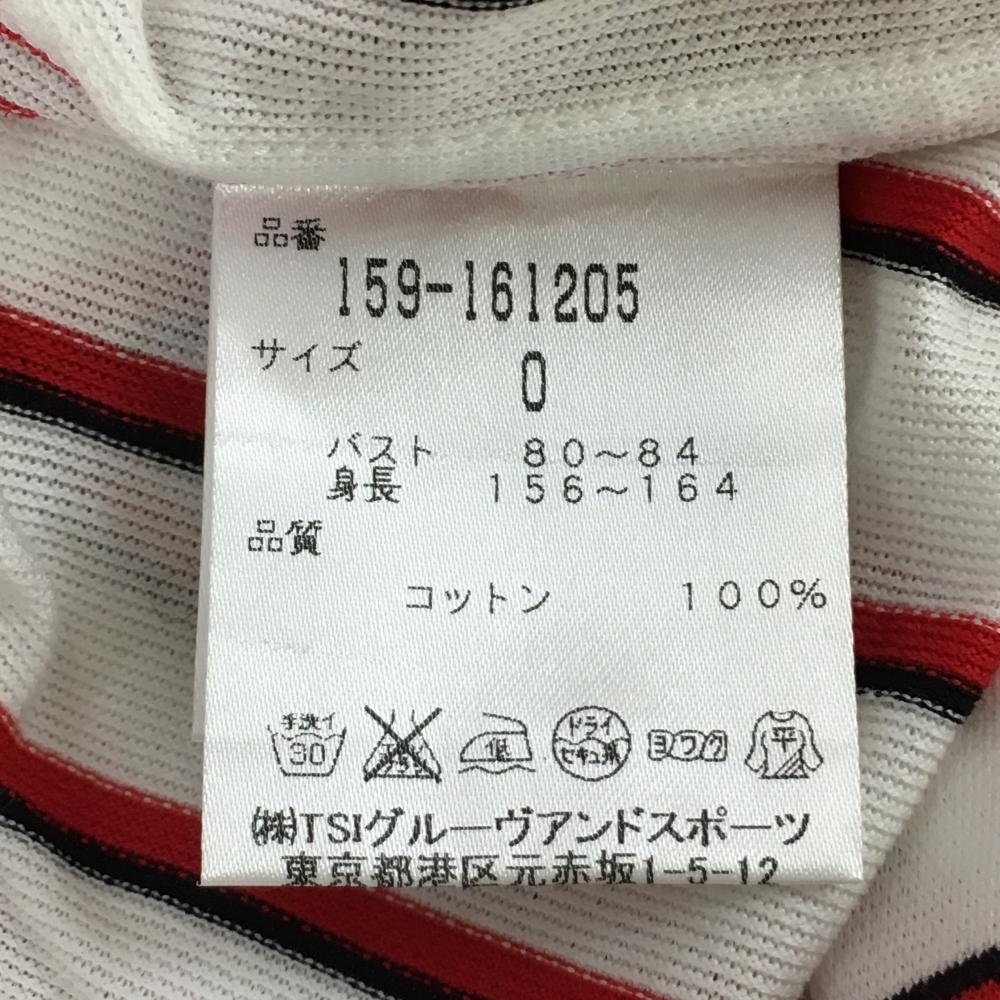 品番
159-161205
サイズ
0
バスト 80～84
身長 156～164
品質
コットン 100%
手洗イ 30 低 ドライ セキユ系 ヨワク 平
㈱TSIグルーヴアンドスポーツ
東京都港区元赤坂1-5-12